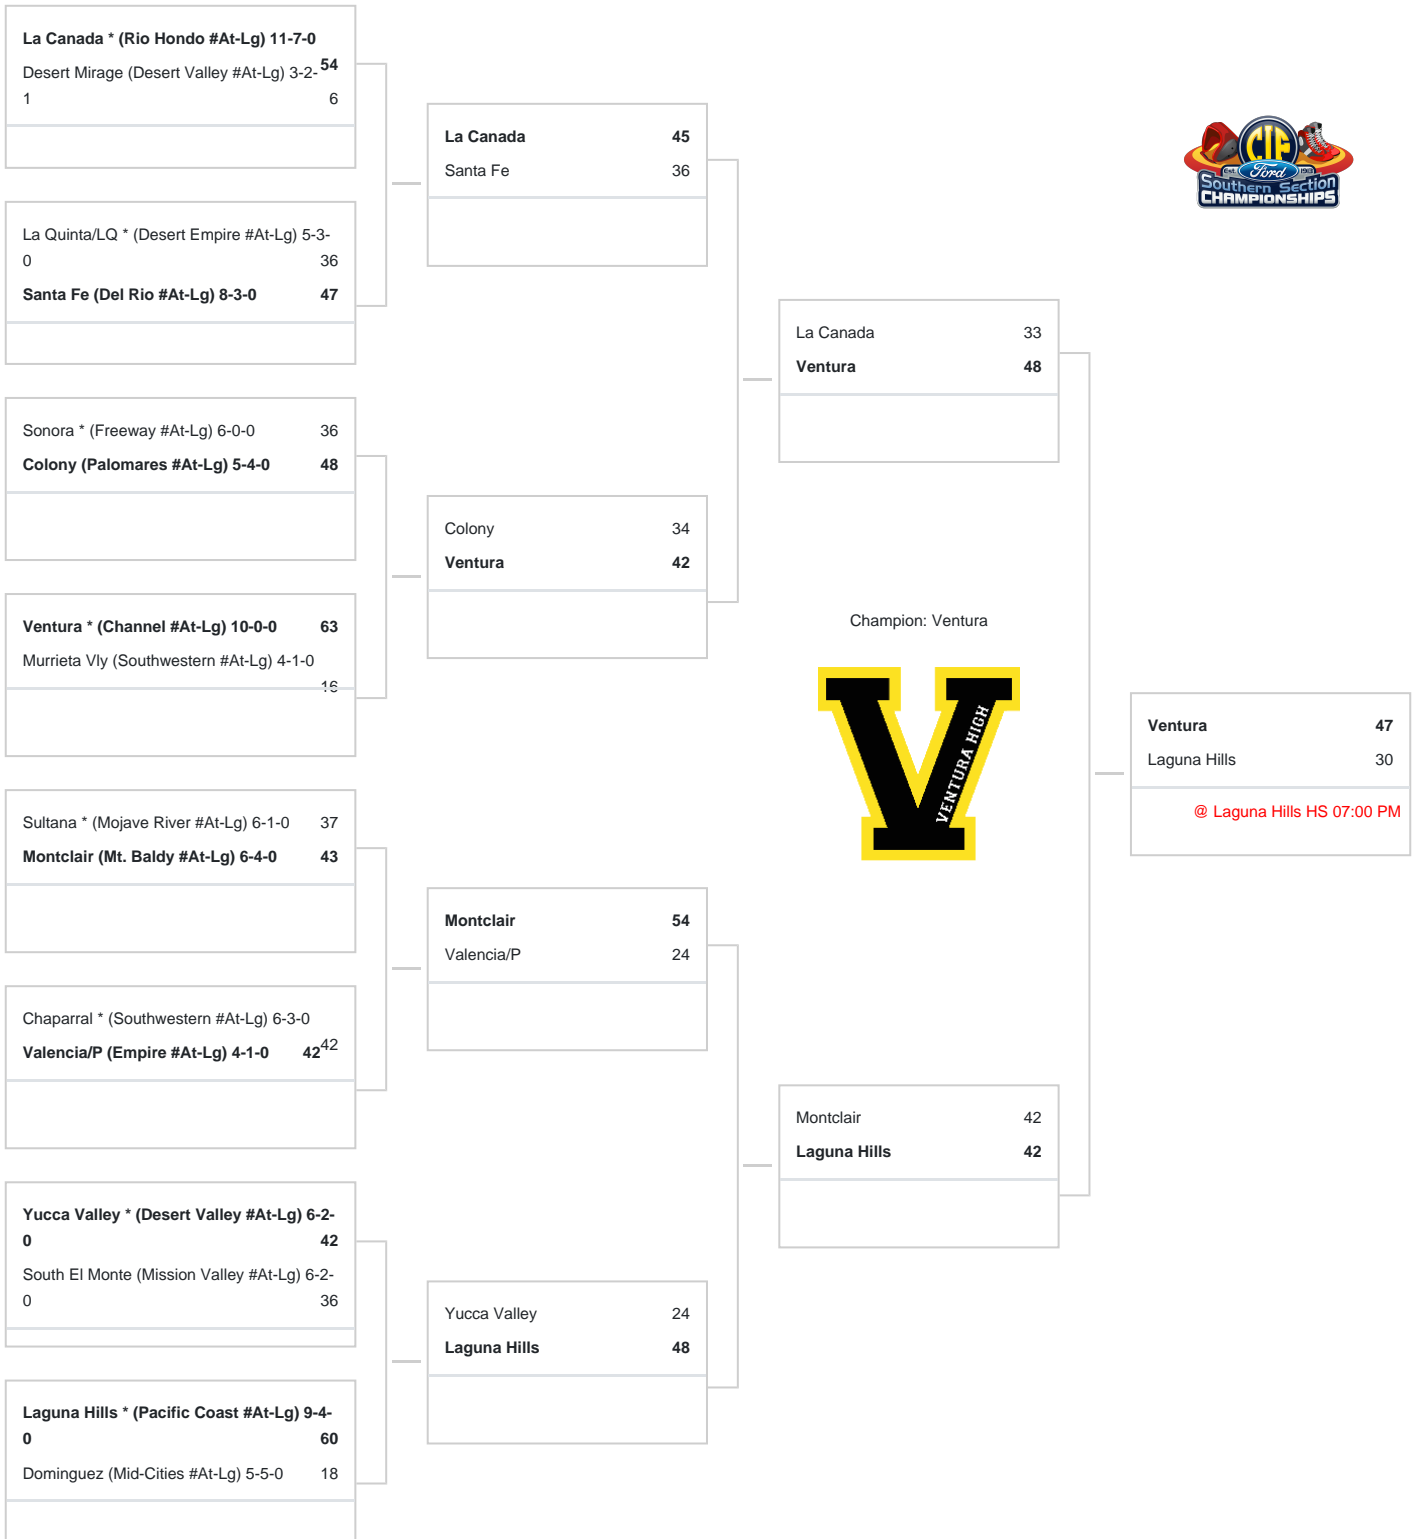 La Canada * (Rio Hondo #At-Lg) 11-7-0
54
Desert Mirage (Desert Valley #At-Lg) 3-2-
1 6
La Quinta/LQ * (Desert Empire #At-Lg) 5-3-
0 36
Santa Fe (Del Rio #At-Lg) 8-3-0 47
Sonora * (Freeway #At-Lg) 6-0-0 36
Colony (Palomares #At-Lg) 5-4-0 48
Ventura * (Channel #At-Lg) 10-0-0 63
Murrieta Vly (Southwestern #At-Lg) 4-1-0
16
Sultana * (Mojave River #At-Lg) 6-1-0 37
Montclair (Mt. Baldy #At-Lg) 6-4-0 43
Chaparral * (Southwestern #At-Lg) 6-3-0
42
Valencia/P (Empire #At-Lg) 4-1-0 42
Yucca Valley * (Desert Valley #At-Lg) 6-2-
0 42
South El Monte (Mission Valley #At-Lg) 6-2-
0 36
Laguna Hills * (Pacific Coast #At-Lg) 9-4-
0 60
Dominguez (Mid-Cities #At-Lg) 5-5-0 18
La Canada 45
Santa Fe 36
Colony 34
Ventura 42
Montclair 54
Valencia/P 24
Yucca Valley 24
Laguna Hills 48
La Canada 33
Ventura 48
Montclair 42
Laguna Hills 42
Champion: Ventura
V
VENTURA HIGH
Ventura 47
Laguna Hills 30
@ Laguna Hills HS 07:00 PM
CIF
Est. Ford 1913
Southern Section
CHAMPIONSHIPS